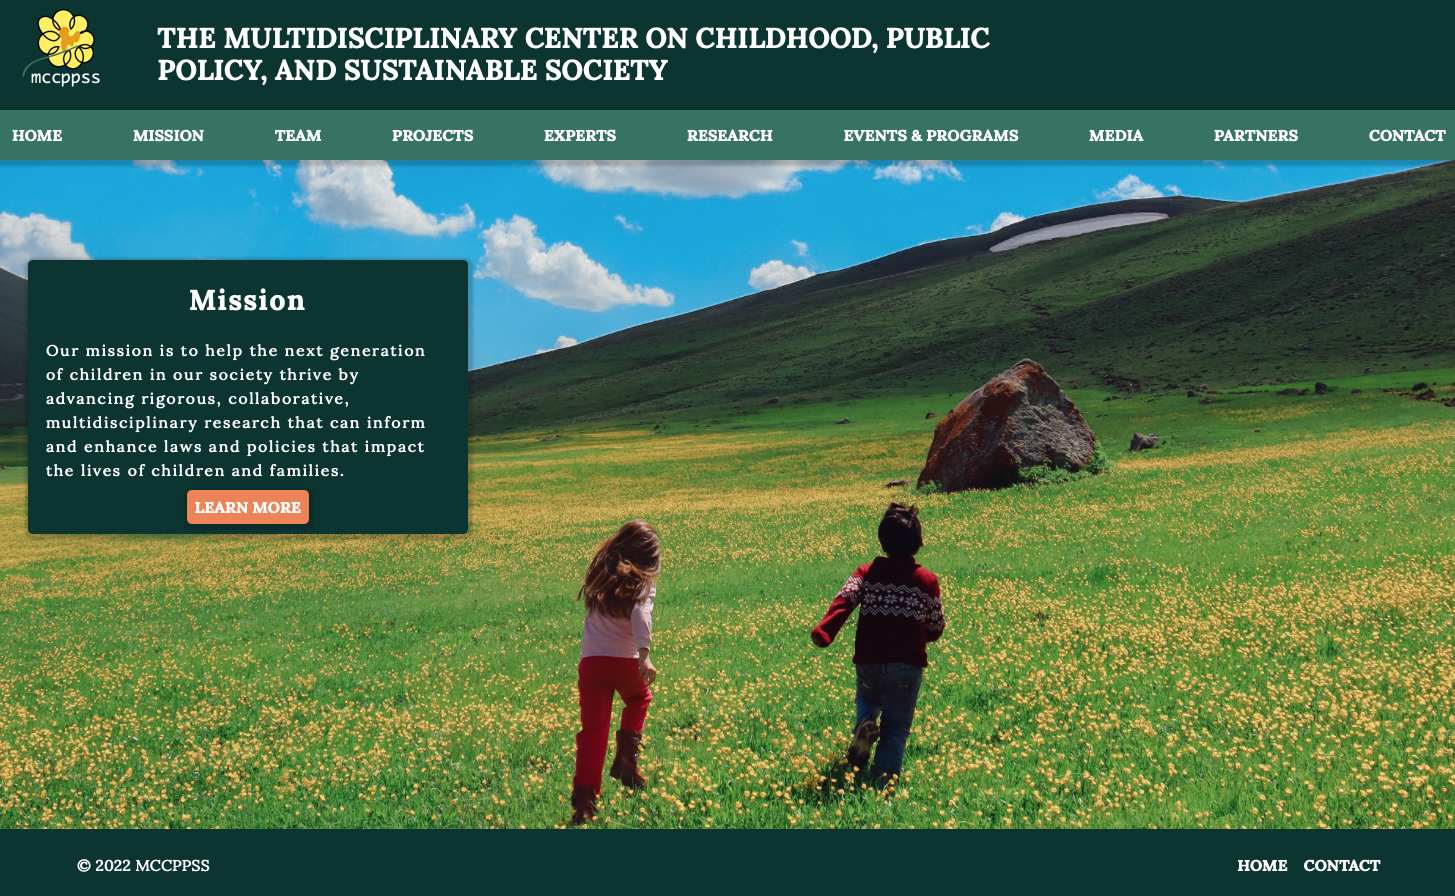 mccppss
THE MULTIDISCIPLINARY CENTER ON CHILDHOOD, PUBLIC
POLICY, AND SUSTAINABLE SOCIETY
HOME MISSION TEAM PROJECTS EXPERTS RESEARCH EVENTS & PROGRAMS MEDIA PARTNERS CONTACT
Mission
Our mission is to help the next generation
of children in our society thrive by
advancing rigorous, collaborative,
multidisciplinary research that can inform
and enhance laws and policies that impact
the lives of children and families.
LEARN MORE
© 2022 MCCPPSS
HOME CONTACT